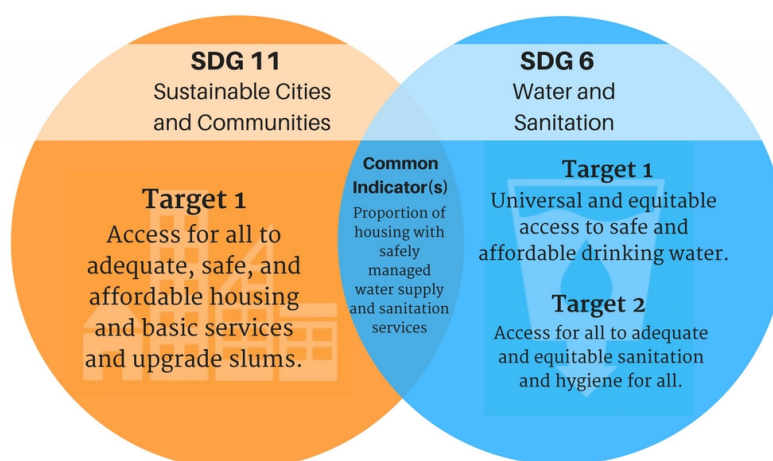 SDG 11
Sustainable Cities
and Communities
Target 1
Access for all to
adequate, safe, and
affordable housing
and basic services
and upgrade slums.
Common
Indicator(s)
Proportion of
housing with
safely
managed
water supply
and sanitation
services
SDG 6
Water and
Sanitation
Target 1
Universal and equitable
access to safe and
affordable drinking water.
Target 2
Access for all to adequate
and equitable sanitation
and hygiene for all.